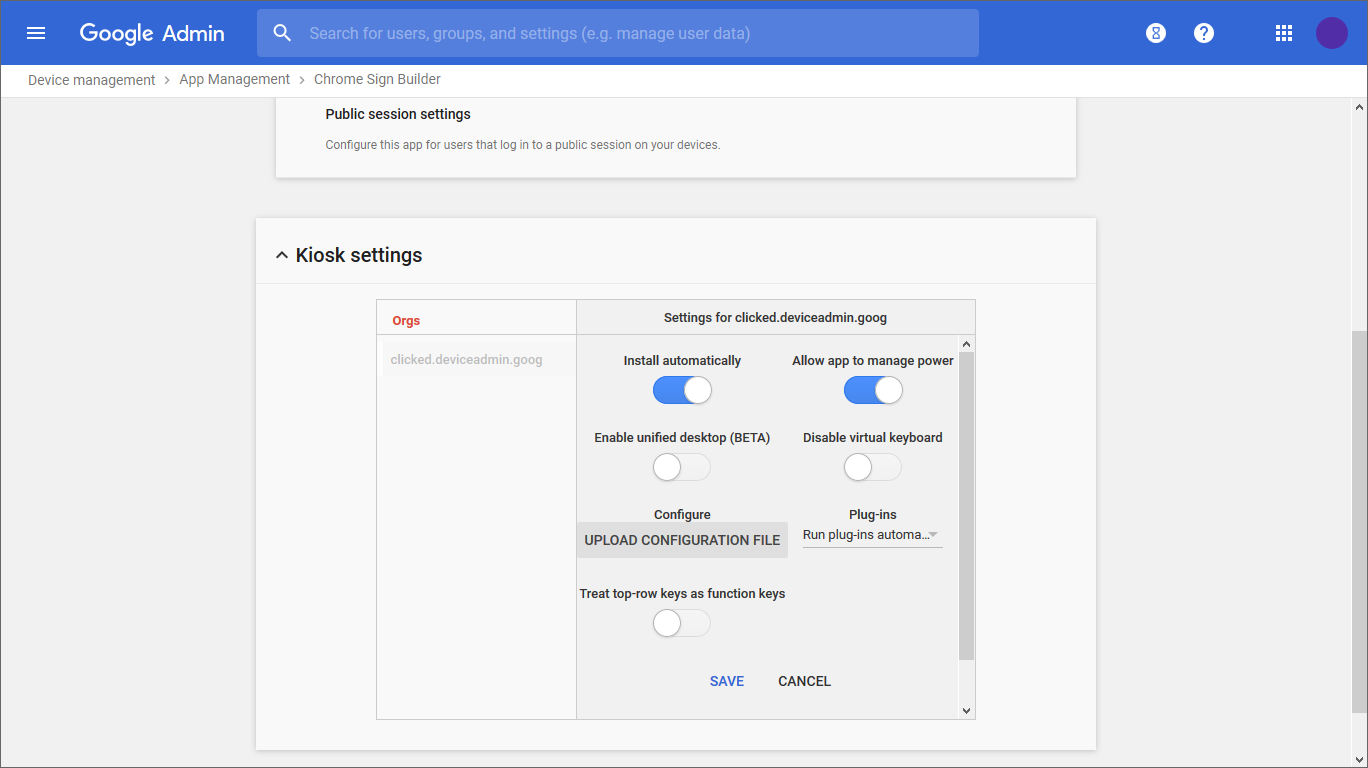 Google Admin
Search for users, groups, and settings (e.g. manage user data)
Device management > App Management > Chrome Sign Builder
Public session settings
Configure this app for users that log in to a public session on your devices.
Kiosk settings
Orgs
clicked.deviceadmin.goog
Settings for clicked.deviceadmin.goog
Install automatically
Allow app to manage power
Enable unified desktop (BETA)
Disable virtual keyboard
Configure
UPLOAD CONFIGURATION FILE
Plug-ins
Run plug-ins automa...
Treat top-row keys as function keys
SAVE
CANCEL